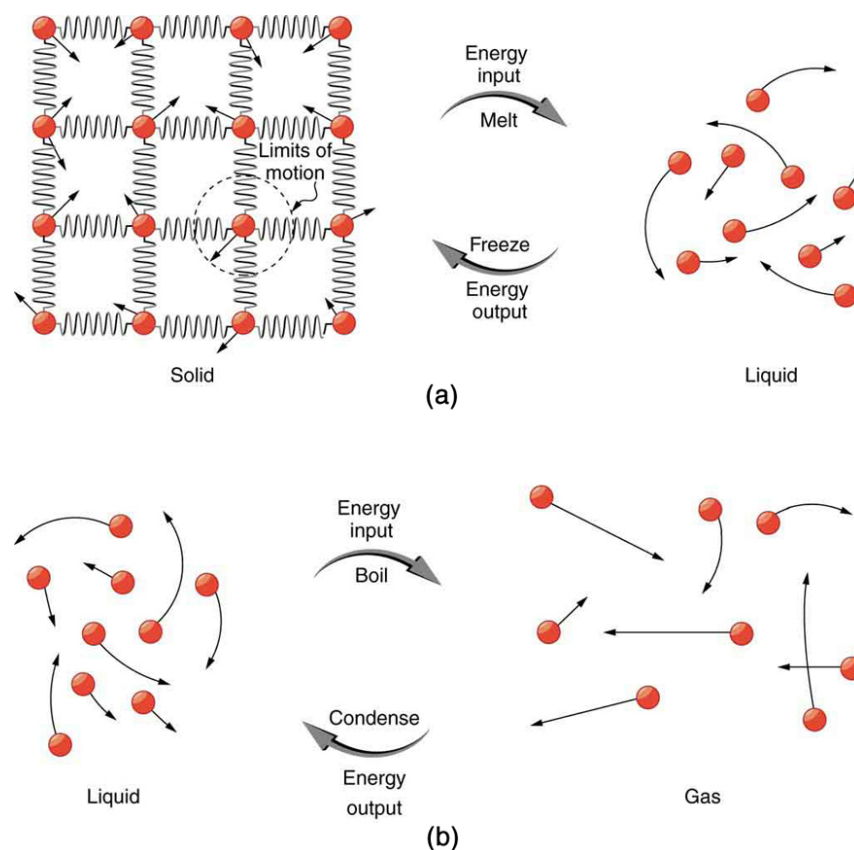 Energy
input
Melt
Limits of
motion
Freeze
Energy
output
Solid
Liquid
(a)
Energy
input
Boil
Condense
Energy
output
Liquid
Gas
(b)